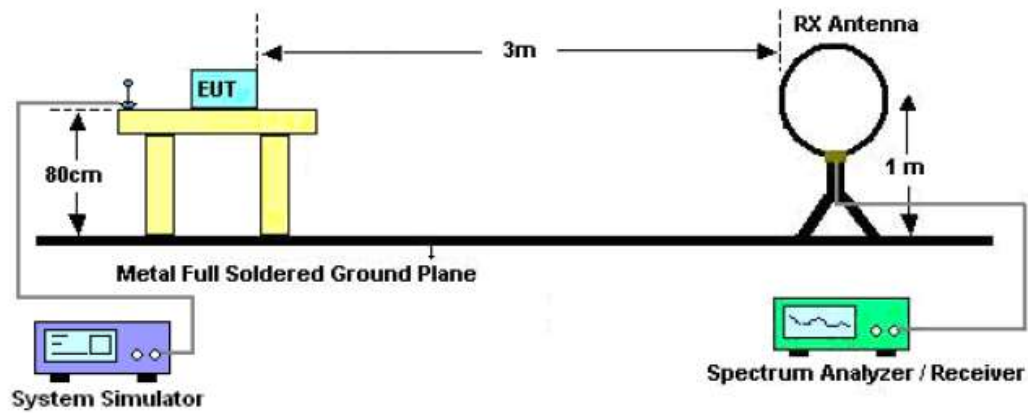 RX Antenna
3m
EUT
80cm
1 m
Metal Full Soldered Ground Plane
System Simulator
Spectrum Analyzer / Receiver